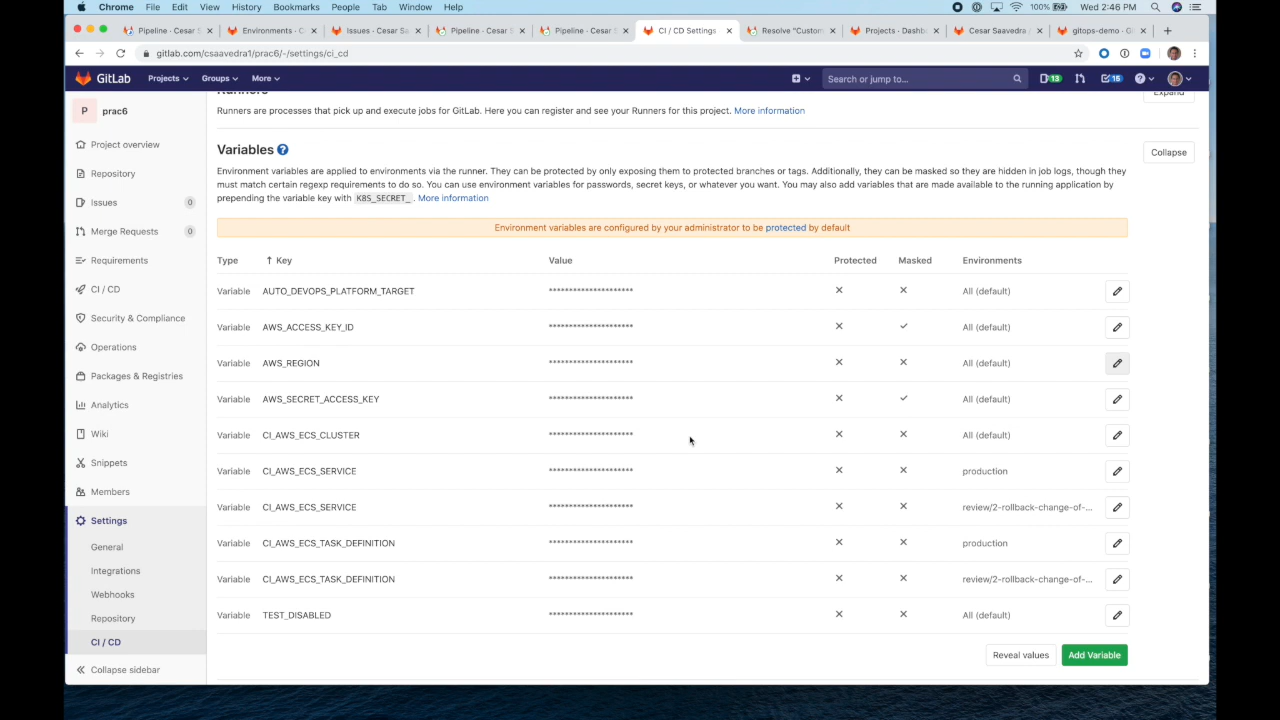 Chrome File Edit View History Bookmarks People Tab Window Help 100% Wed 2:46 PM
Pipeline · Cesar S × Environments · C × Issues · Cesar Sa × Pipeline · Cesar S × Pipeline · Cesar S × CI / CD Settings × Resolve "Custom × Projects · Dashb × Cesar Saavedra / × gitops-demo · Gi × +
gitlab.com/csaavedra1/prac6/-/settings/ci_cd
GitLab Projects Groups More Search or jump to... 13 16
P prac6
Project overview
Repository
Issues 0
Merge Requests 0
Requirements
CI / CD
Security & Compliance
Operations
Packages & Registries
Analytics
Wiki
Snippets
Members
Settings
General
Integrations
Webhooks
Repository
CI / CD
Collapse sidebar
Runners Expand
Runners are processes that pick up and execute jobs for GitLab. Here you can register and see your Runners for this project. More information
Variables ? Collapse
Environment variables are applied to environments via the runner. They can be protected by only exposing them to protected branches or tags. Additionally, they can be masked so they are hidden in job logs, though they
must match certain regexp requirements to do so. You can use environment variables for passwords, secret keys, or whatever you want. You may also add variables that are made available to the running application by
prepending the variable key with K8S_SECRET_. More information
Environment variables are configured by your administrator to be protected by default
Type ↑ Key Value Protected Masked Environments
Variable AUTO_DEVOPS_PLATFORM_TARGET ********************* All (default)
Variable AWS_ACCESS_KEY_ID ********************* All (default)
Variable AWS_REGION ********************* All (default)
Variable AWS_SECRET_ACCESS_KEY ********************* All (default)
Variable CI_AWS_ECS_CLUSTER ********************* All (default)
Variable CI_AWS_ECS_SERVICE ********************* production
Variable CI_AWS_ECS_SERVICE ********************* review/2-rollback-change-of-...
Variable CI_AWS_ECS_TASK_DEFINITION ********************* production
Variable CI_AWS_ECS_TASK_DEFINITION ********************* review/2-rollback-change-of-...
Variable TEST_DISABLED ********************* All (default)
Reveal values Add Variable